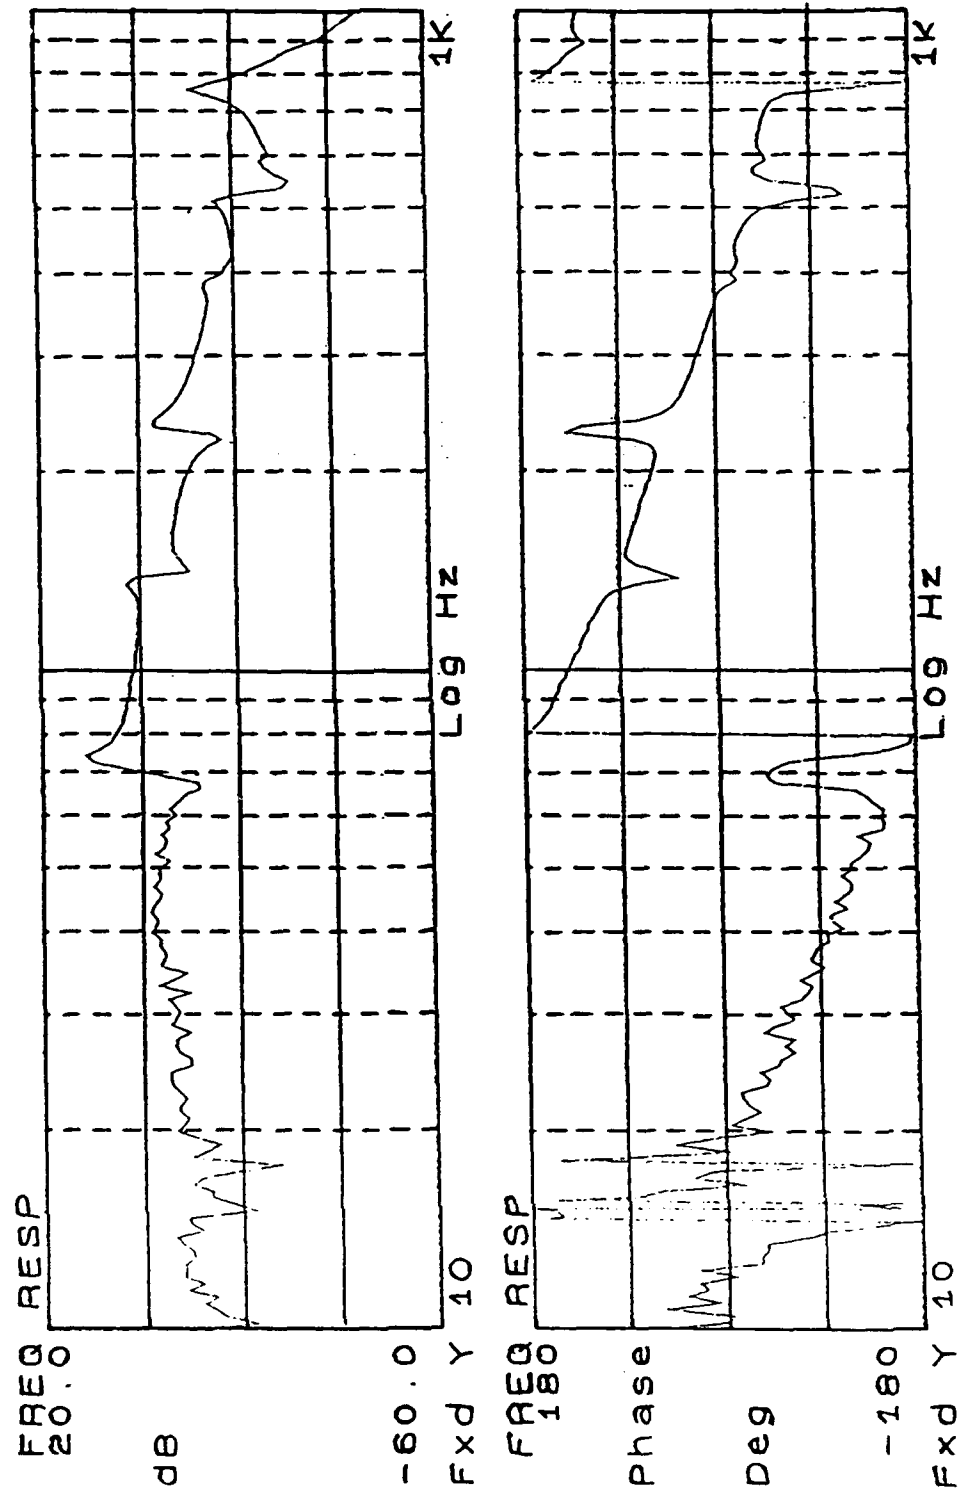 FREQ RESP
20.0
dB
-60.0
Fxd Y 10 Log Hz 1K
FREQ RESP
180
Phase
Deg
-180
Fxd Y 10 Log Hz 1K